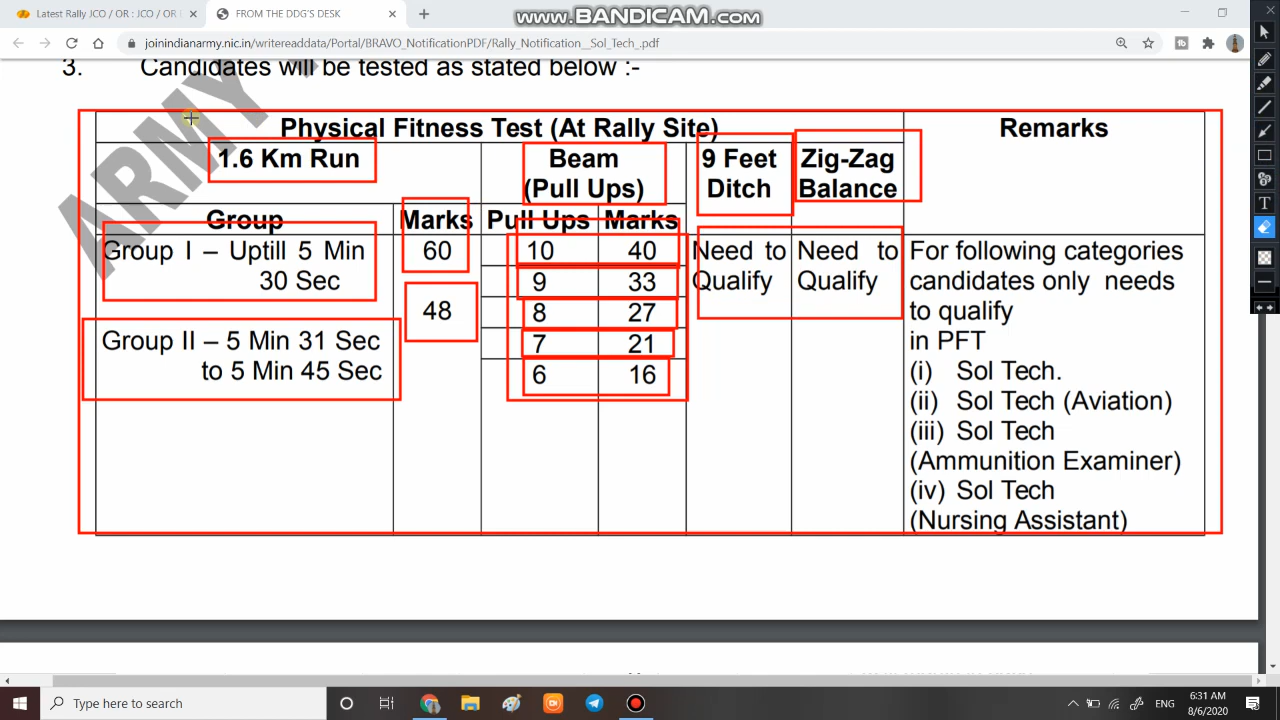 Latest Rally JCO / OR : JCO / OR
FROM THE DDG'S DESK
www.BANDICAM.com
joinindianarmy.nic.in/writereaddata/Portal/BRAVO_NotificationPDF/Rally_Notification__Sol_Tech_.pdf
3. Candidates will be tested as stated below :-
ARMY
Physical Fitness Test (At Rally Site) Remarks
1.6 Km Run Beam 9 Feet Zig-Zag
(Pull Ups) Ditch Balance
Group Marks Pull Ups Marks
Group I – Uptill 5 Min 60 10 40 Need to Need to For following categories
30 Sec 9 33 Qualify Qualify candidates only needs
48 8 27 to qualify
Group II – 5 Min 31 Sec 7 21 in PFT
to 5 Min 45 Sec 6 16 (i) Sol Tech.
(ii) Sol Tech (Aviation)
(iii) Sol Tech
(Ammunition Examiner)
(iv) Sol Tech
(Nursing Assistant)
Type here to search
ENG
6:31 AM
8/6/2020